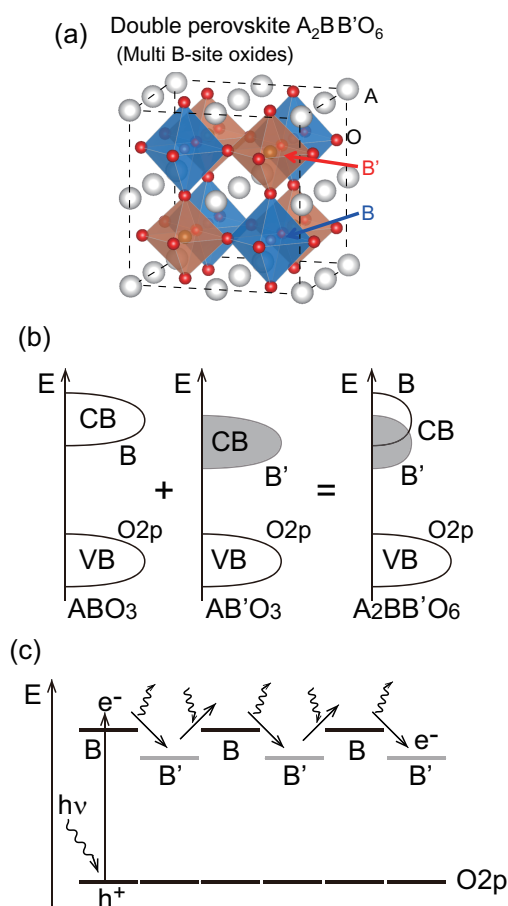 (a) Double perovskite A₂BB'O₆
(Multi B-site oxides)
A
O
B'
B
(b)
E E E B
CB CB CB
B B' B'
+ =
O2p O2p O2p
VB VB VB
ABO3 AB'O3 A2BB'O6
(c)
E
e-
e-
B B' B B' B B'
hν
h+
O2p